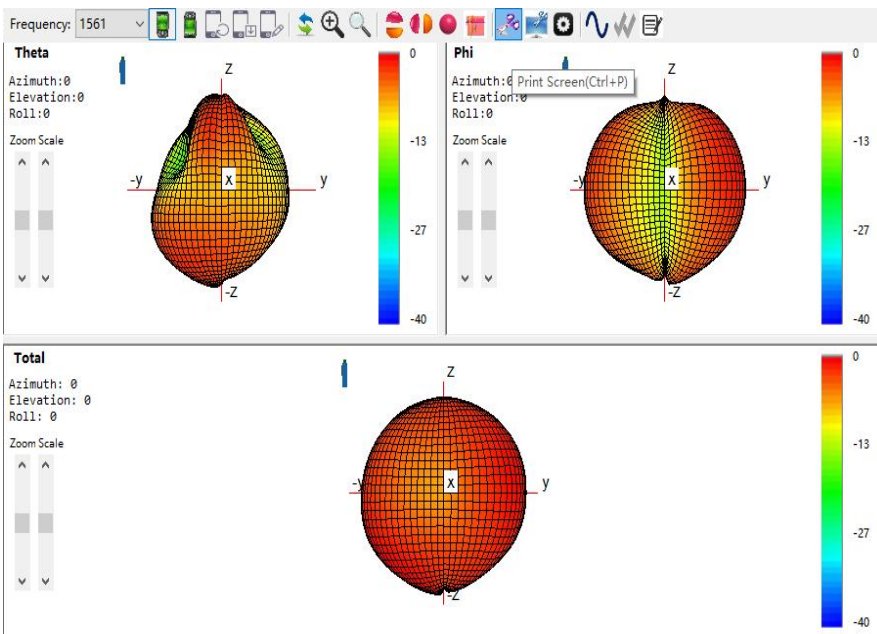 Frequency: 1561
Theta
Azimuth:0
Elevation:0
Roll:0
Zoom Scale
Z
-y
x
y
-Z
0
-13
-27
-40
Phi
Azimuth:0
Print Screen(Ctrl+P)
Elevation:0
Roll:0
Zoom Scale
Z
-y
x
y
-Z
0
-13
-27
-40
Total
Azimuth: 0
Elevation: 0
Roll: 0
Zoom Scale
Z
-y
x
y
-Z
0
-13
-27
-40